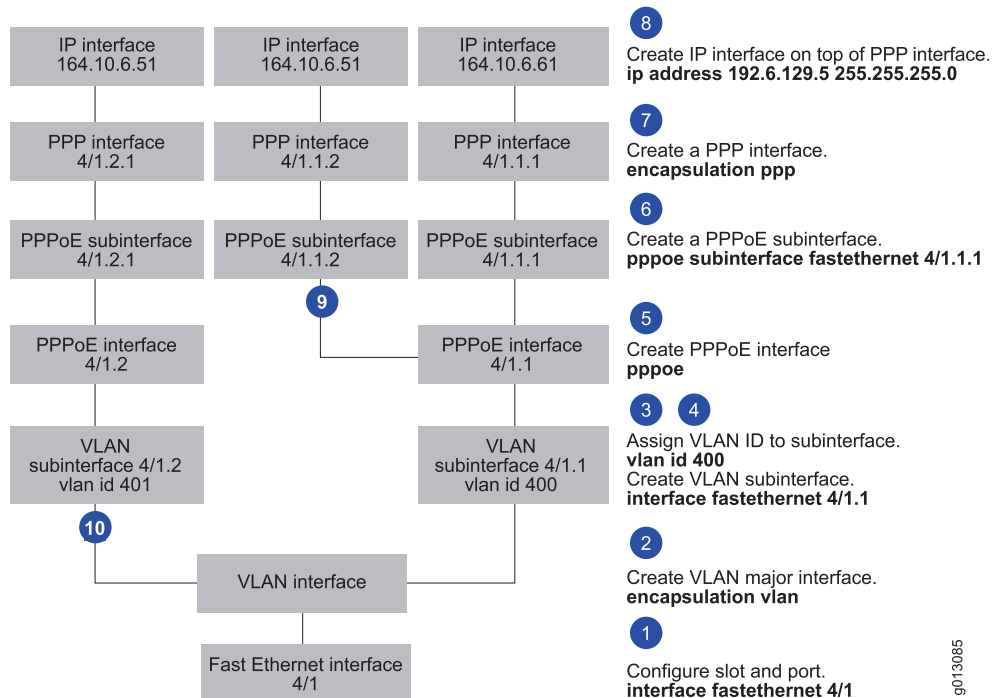 IP interface
164.10.6.51
IP interface
164.10.6.51
IP interface
164.10.6.61
8
Create IP interface on top of PPP interface.
ip address 192.6.129.5 255.255.255.0
PPP interface
4/1.2.1
PPP interface
4/1.1.2
PPP interface
4/1.1.1
7
Create a PPP interface.
encapsulation ppp
PPPoE subinterface
4/1.2.1
PPPoE subinterface
4/1.1.2
PPPoE subinterface
4/1.1.1
6
Create a PPPoE subinterface.
pppoe subinterface fastethernet 4/1.1.1
9
PPPoE interface
4/1.2
PPPoE interface
4/1.1
5
Create PPPoE interface
pppoe
VLAN
subinterface 4/1.2
vlan id 401
VLAN
subinterface 4/1.1
vlan id 400
3 4
Assign VLAN ID to subinterface.
vlan id 400
Create VLAN subinterface.
interface fastethernet 4/1.1
10
VLAN interface
2
Create VLAN major interface.
encapsulation vlan
Fast Ethernet interface
4/1
1
Configure slot and port.
interface fastethernet 4/1
g013085